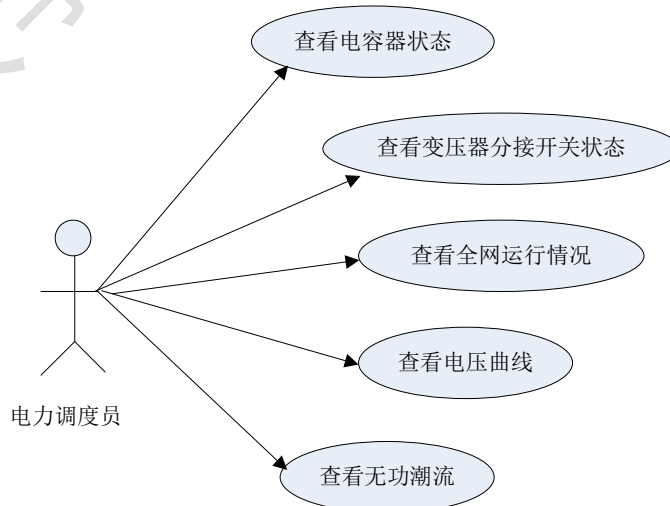 查看电容器状态
查看变压器分接开关状态
查看全网运行情况
查看电压曲线
电力调度员
查看无功潮流